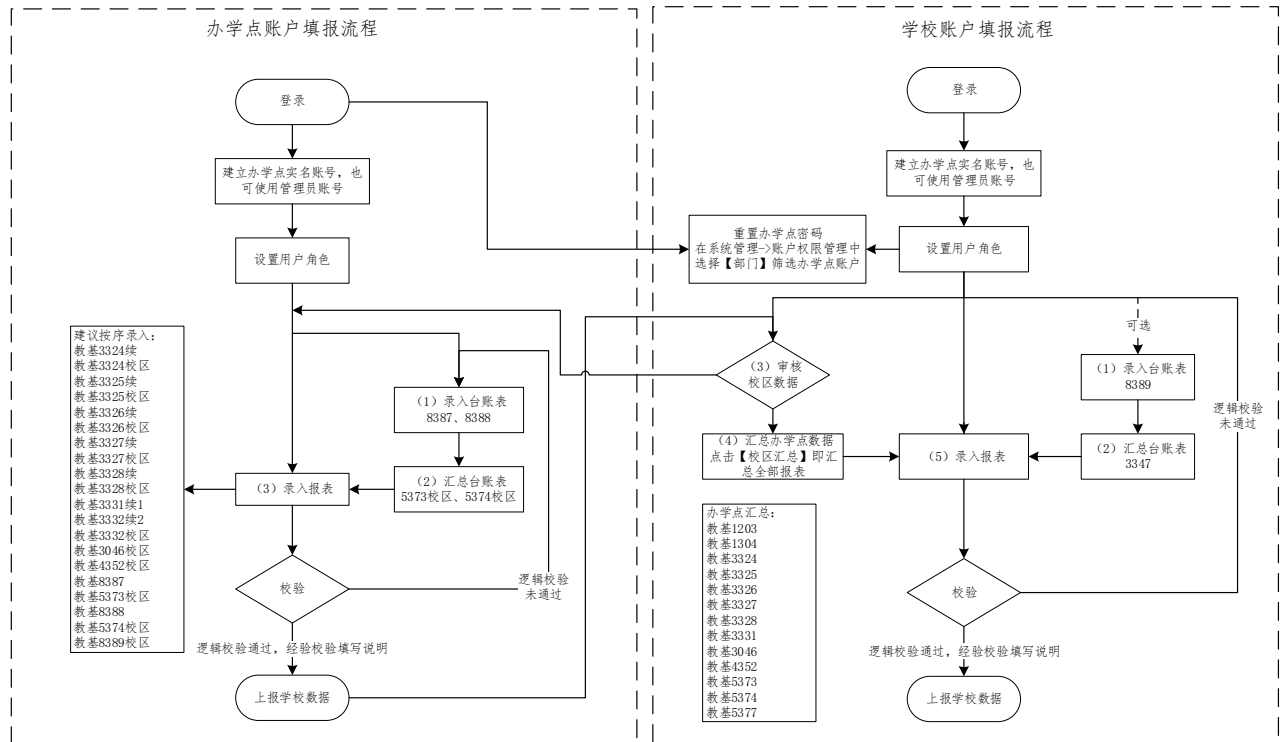 办学点账户填报流程
登录
建立办学点实名账号，也
可使用管理员账号
设置用户角色
建议按序录入：
教基3324续
教基3324校区
教基3325续
教基3325校区
教基3326续
教基3326校区
教基3327续
教基3327校区
教基3328续
教基3328校区
教基3331续1
教基3332续2
教基3332校区
教基3046校区
教基4352校区
教基8387
教基5373校区
教基8388
教基5374校区
教基8389校区
（1）录入台账表
8387、8388
（2）汇总台账表
5373校区、5374校区
（3）录入报表
校验
逻辑校验
未通过
逻辑校验通过，经验校验填写说明
上报学校数据
学校账户填报流程
登录
建立办学点实名账号，也
可使用管理员账号
重置办学点密码
在系统管理->账户权限管理中
选择【部门】筛选办学点账户
设置用户角色
可选
（3）审核
校区数据
（1）录入台账表
8389
逻辑校验
未通过
（4）汇总办学点数据
点击【校区汇总】即汇
总全部报表
（5）录入报表
（2）汇总台账表
3347
办学点汇总：
教基1203
教基1304
教基3324
教基3325
教基3326
教基3327
教基3328
教基3331
教基3046
教基4352
教基5373
教基5374
教基5377
校验
逻辑校验通过，经验校验填写说明
上报学校数据